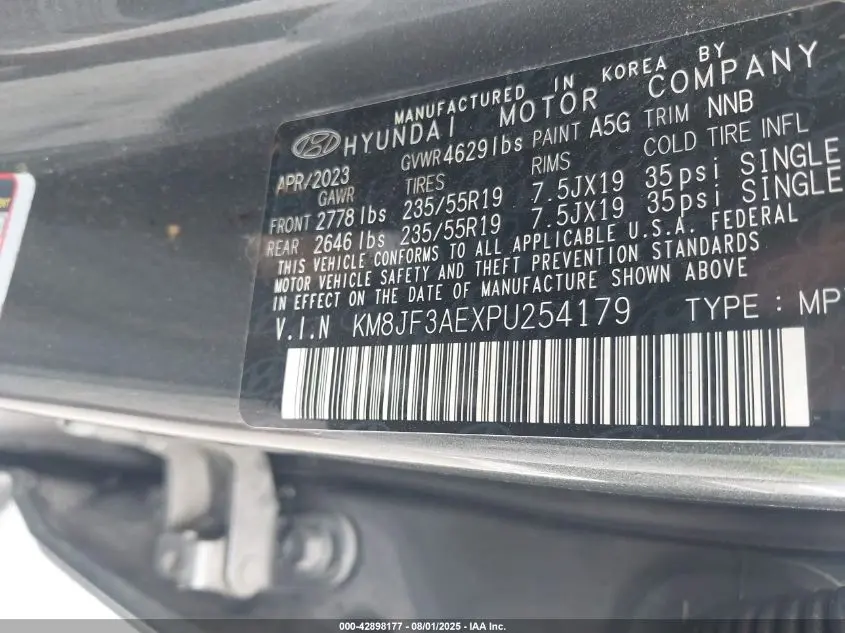 MANUFACTURED IN KOREA BY
HYUNDAI MOTOR COMPANY
APR/2023 GVWR 4629 lbs PAINT A5G TRIM NNB
GAWR TIRES RIMS COLD TIRE INFL
FRONT 2778 lbs 235/55R19 7.5JX19 35psi SINGLE
REAR 2646 lbs 235/55R19 7.5JX19 35psi SINGLE
THIS VEHICLE CONFORMS TO ALL APPLICABLE U.S.A. FEDERAL
MOTOR VEHICLE SAFETY AND THEFT PREVENTION STANDARDS
IN EFFECT ON THE DATE OF MANUFACTURE SHOWN ABOVE
V.I.N KM8JF3AEXPU254179 TYPE : MP
000-42898177 - 08/01/2025 - IAA Inc.